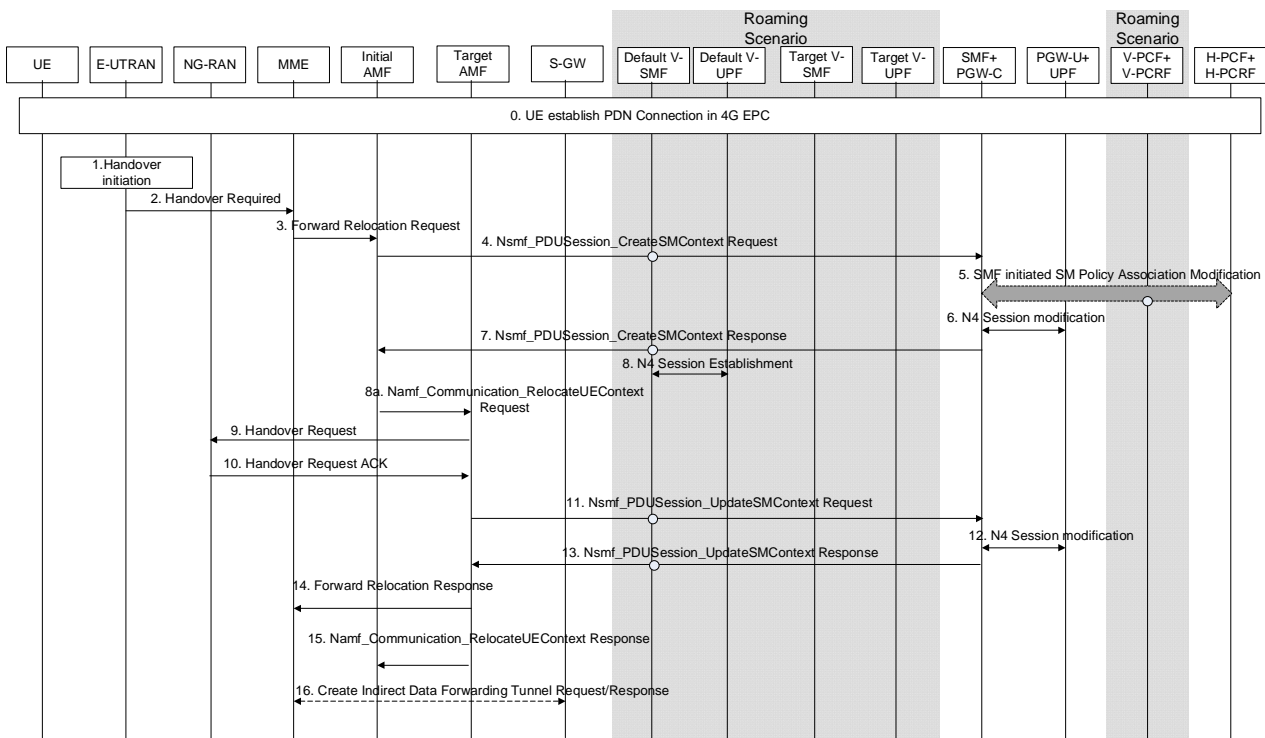 Roaming
Scenario
Roaming
Scenario
UE
E-UTRAN
NG-RAN
MME
Initial
AMF
Target
AMF
S-GW
Default V-
SMF
Default V-
UPF
Target V-
SMF
Target V-
UPF
SMF+
PGW-C
PGW-U+
UPF
V-PCF+
V-PCRF
H-PCF+
H-PCRF
0. UE establish PDN Connection in 4G EPC
1.Handover
initiation
2. Handover Required
3. Forward Relocation Request
4. Nsmf_PDUSession_CreateSMContext Request
5. SMF initiated SM Policy Association Modification
6. N4 Session modification
7. Nsmf_PDUSession_CreateSMContext Response
8. N4 Session Establishment
8a. Namf_Communication_RelocateUEContext
Request
9. Handover Request
10. Handover Request ACK
11. Nsmf_PDUSession_UpdateSMContext Request
12. N4 Session modification
13. Nsmf_PDUSession_UpdateSMContext Response
14. Forward Relocation Response
15. Namf_Communication_RelocateUEContext Response
16. Create Indirect Data Forwarding Tunnel Request/Response